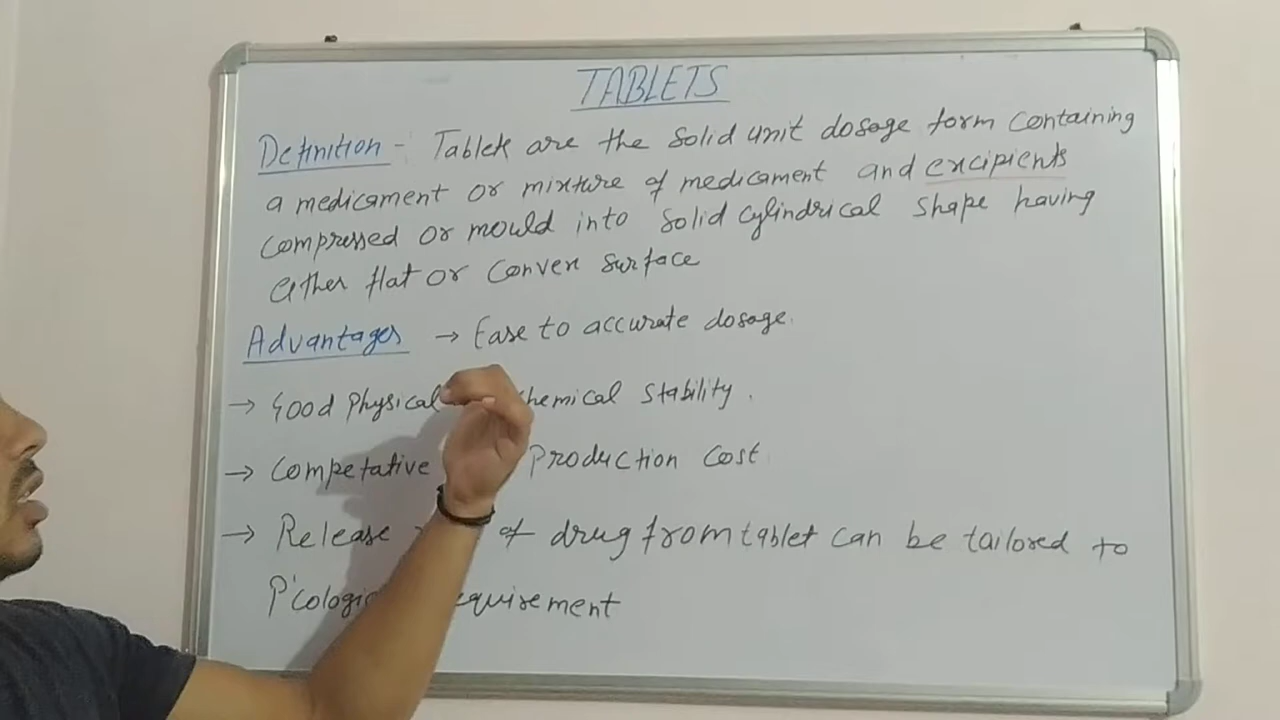 TABLETS
Definition - Tablets are the solid unit dosage form containing
a medicament or mixture of medicament and excipients
compressed or mould into solid cylindrical shape having
either flat or convex surface
Advantages → Ease to accurate dosage.
→ Good physical chemical stability.
→ Competative production cost
→ Release of drug from tablet can be tailored to
P'cologi equirement